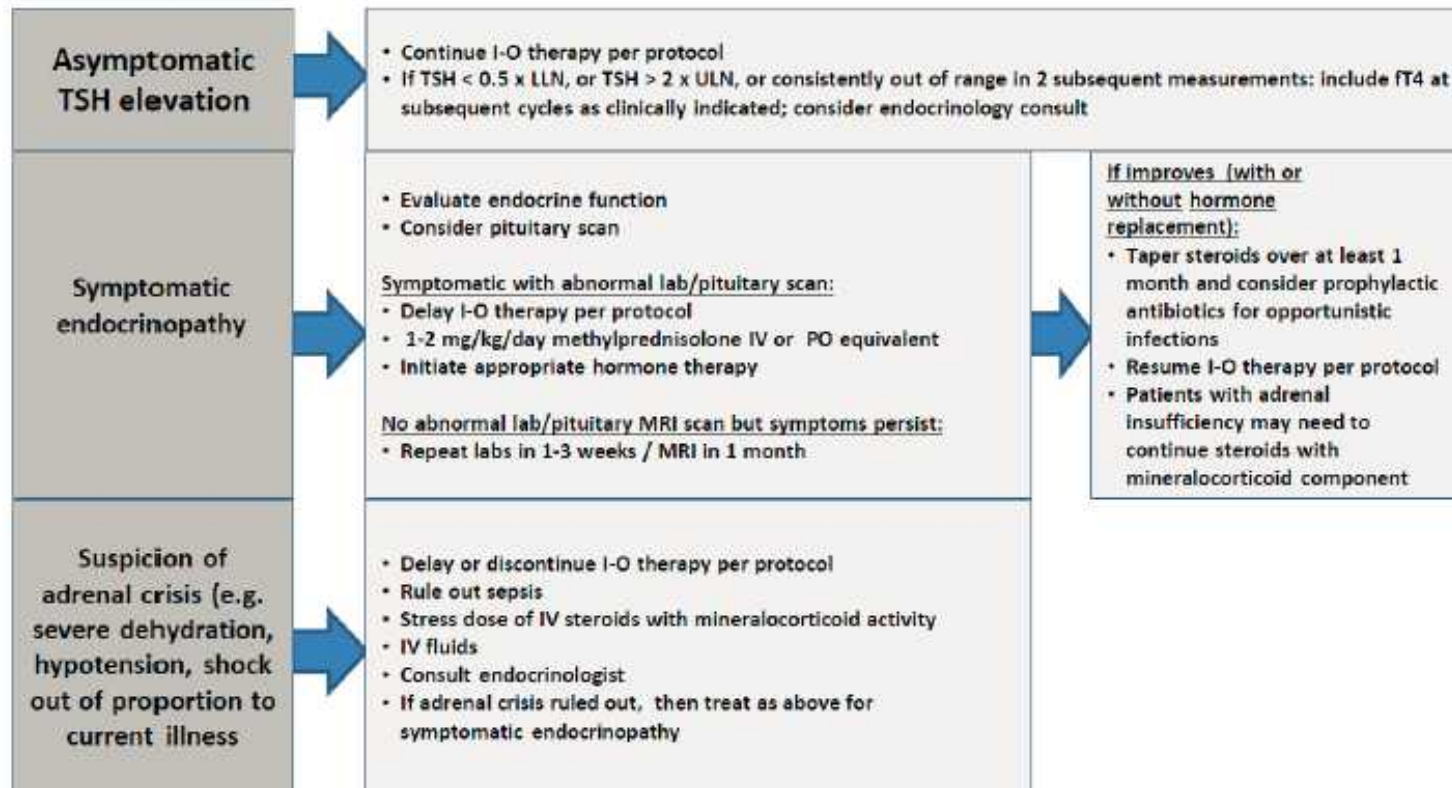 Asymptomatic
TSH elevation
• Continue I-O therapy per protocol
• If TSH < 0.5 x LLN, or TSH > 2 x ULN, or consistently out of range in 2 subsequent measurements: include fT4 at
subsequent cycles as clinically indicated; consider endocrinology consult
Symptomatic
endocrinopathy
• Evaluate endocrine function
• Consider pituitary scan
Symptomatic with abnormal lab/pituitary scan:
• Delay I-O therapy per protocol
• 1-2 mg/kg/day methylprednisolone IV or PO equivalent
• Initiate appropriate hormone therapy
No abnormal lab/pituitary MRI scan but symptoms persist:
• Repeat labs in 1-3 weeks / MRI in 1 month
If improves (with or
without hormone
replacement):
• Taper steroids over at least 1
month and consider prophylactic
antibiotics for opportunistic
infections
• Resume I-O therapy per protocol
• Patients with adrenal
insufficiency may need to
continue steroids with
mineralocorticoid component
Suspicion of
adrenal crisis (e.g.
severe dehydration,
hypotension, shock
out of proportion to
current illness
• Delay or discontinue I-O therapy per protocol
• Rule out sepsis
• Stress dose of IV steroids with mineralocorticoid activity
• IV fluids
• Consult endocrinologist
• If adrenal crisis ruled out, then treat as above for
symptomatic endocrinopathy